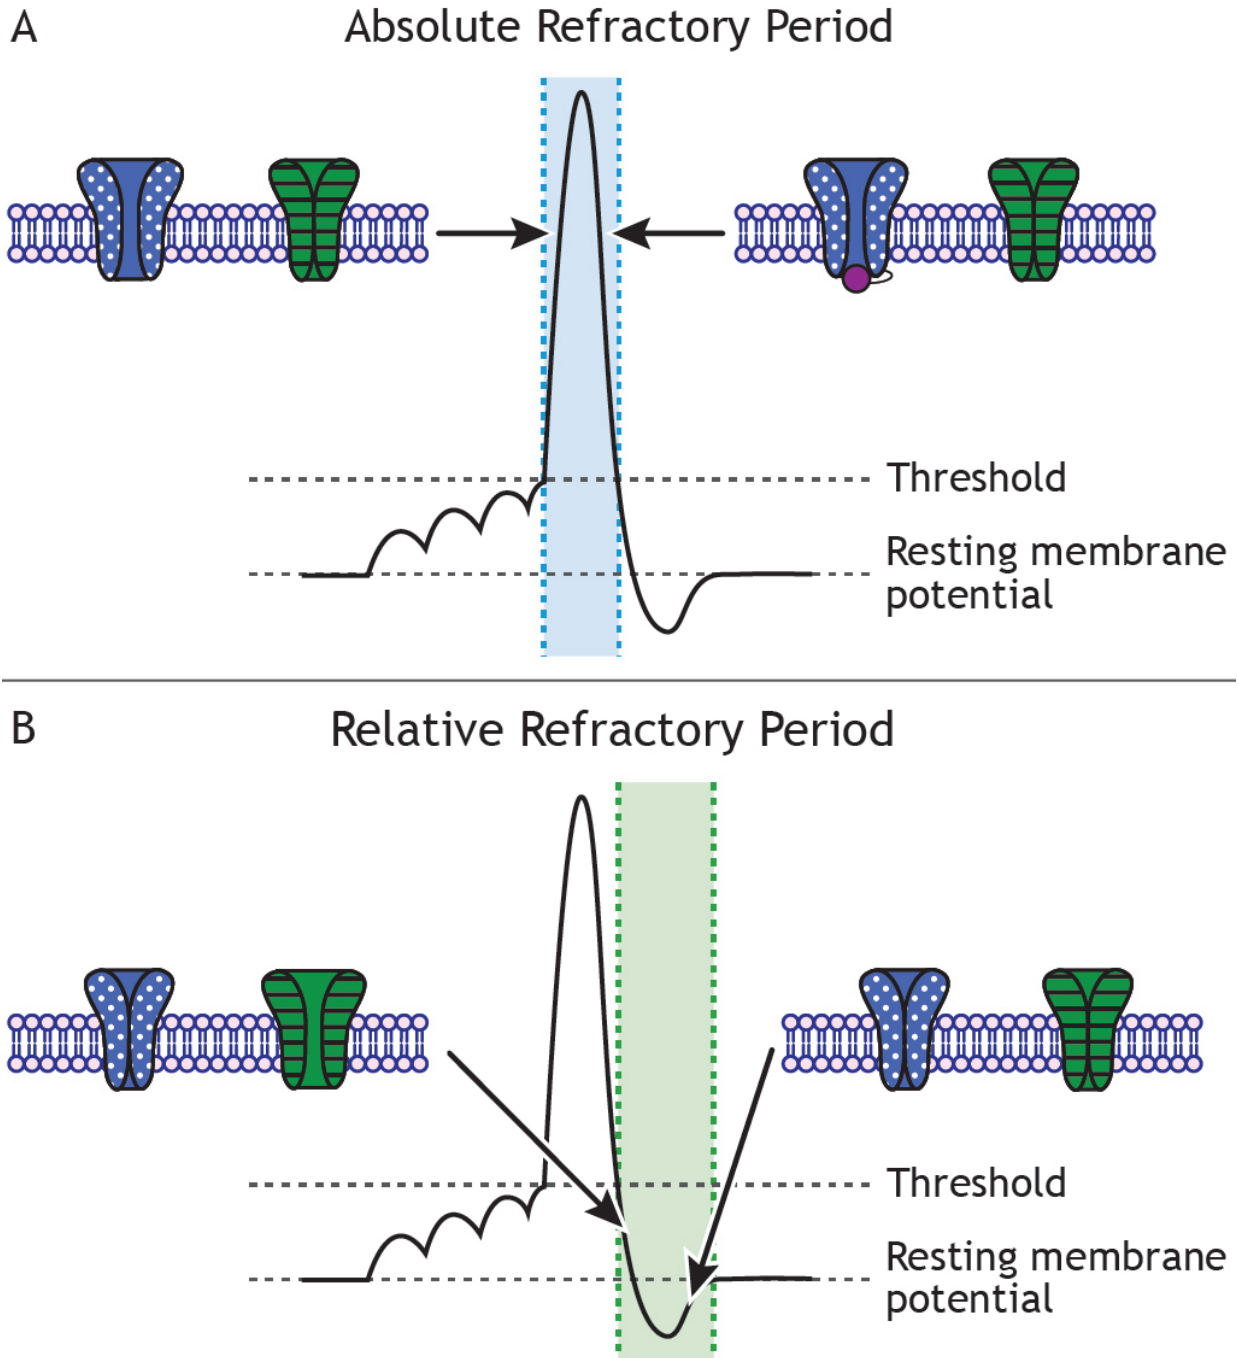 A
Absolute Refractory Period
Threshold
Resting membrane
potential
B
Relative Refractory Period
Threshold
Resting membrane
potential